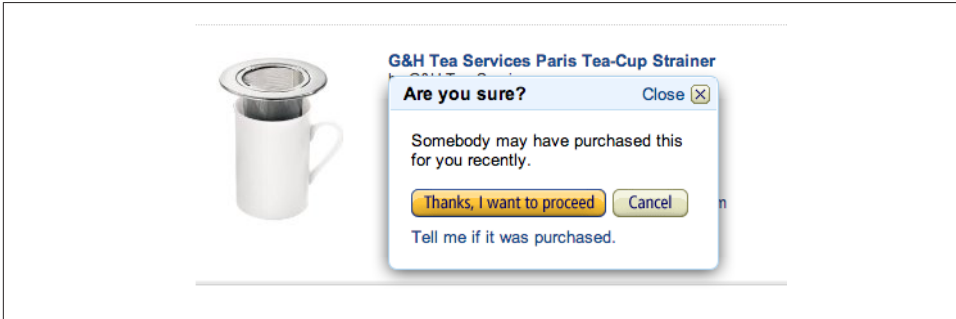 G&H Tea Services Paris Tea-Cup Strainer
Are you sure?
Close
Somebody may have purchased this
for you recently.
Thanks, I want to proceed
Cancel
Tell me if it was purchased.